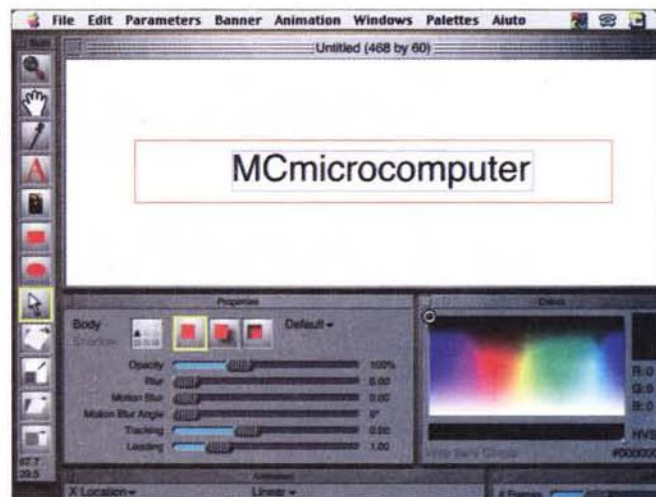 File Edit Parameters Banner Animation Windows Palettes Aiuto
Untitled (468 by 60)
A
MCmicrocomputer
Properties
Body
Default
Shadow
Opacity 100%
Blur 0.00
Motion Blur 0.00
Motion Blur Angle 0°
Tracking 0.00
Leading 1.00
R: 0
G: 0
B: 0
HVS
#000000
X Location
Linear